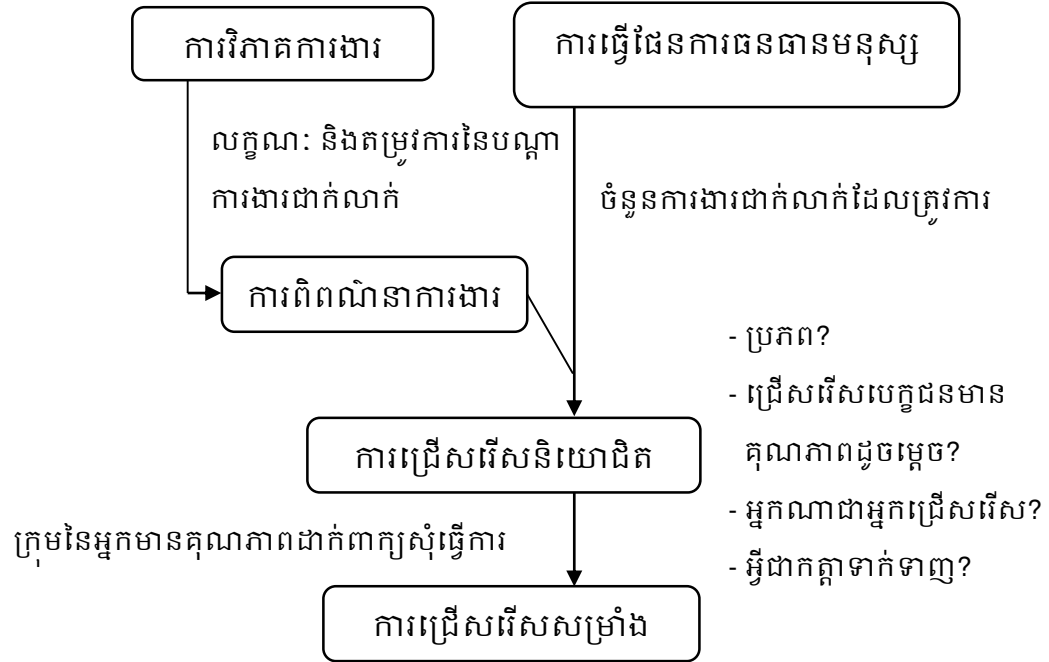 ការវិភាគការងារ
ការធ្វើផែនការធនធានមនុស្ស
លក្ខណៈ និងតម្រូវការនៃបណ្តា
ការងារជាក់លាក់
ចំនួនការងារជាក់លាក់ដែលត្រូវការ
ការពិពណ៌នាការងារ
- ប្រភព?
- ជ្រើសរើសបេក្ខជនមាន
គុណភាពដូចម្តេច?
- អ្នកណាជាអ្នកជ្រើសរើស?
- អ្វីជាកត្តាទាក់ទាញ?
ការជ្រើសរើសនិយោជិត
ក្រុមនៃអ្នកមានគុណភាពដាក់ពាក្យសុំធ្វើការ
ការជ្រើសរើសសម្រាំង